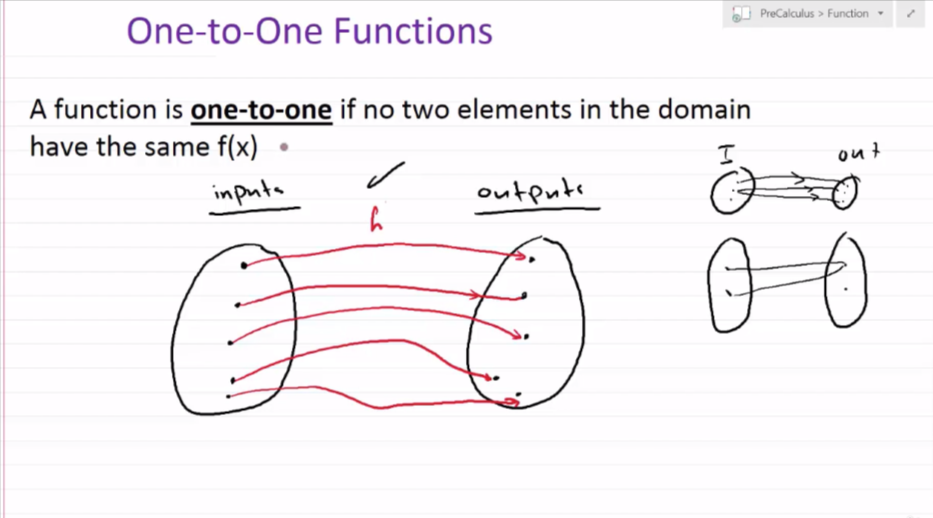 PreCalculus > Function
One-to-One Functions
A function is one-to-one if no two elements in the domain
have the same f(x)
I
out
inputs
outputs
h